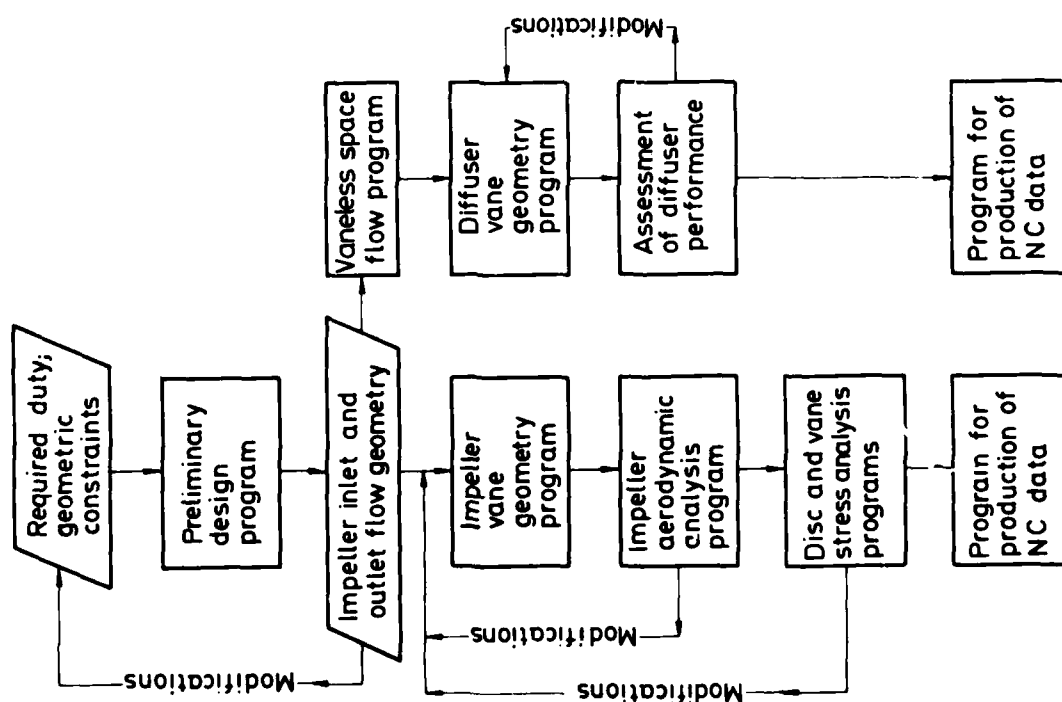 Required duty;
geometric
constraints
Preliminary
design
program
Impeller inlet and
outlet flow geometry
Modifications
Vaneless space
flow program
Impeller
vane
geometry
program
Diffuser
vane
geometry
program
Modifications
Impeller
aerodynamic
analysis
program
Modifications
Assessment
of diffuser
performance
Disc and vane
stress analysis
programs
Modifications
Program for
production of
NC data
Program for
production of
NC data